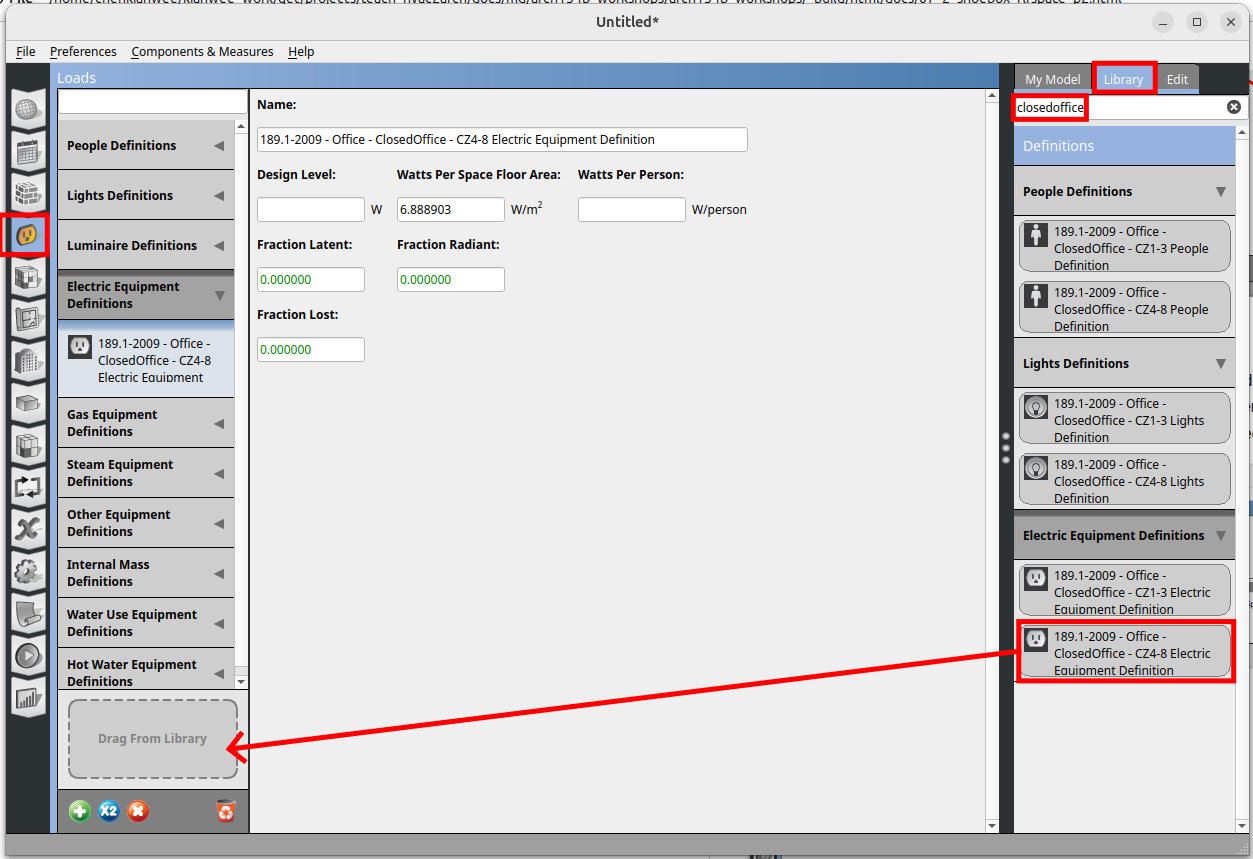 Untitled*
File Preferences Components & Measures Help
Loads
People Definitions
Lights Definitions
Luminaire Definitions
Electric Equipment
Definitions
189.1-2009 - Office -
ClosedOffice - CZ4-8
Electric Equipment
Gas Equipment
Definitions
Steam Equipment
Definitions
Other Equipment
Definitions
Internal Mass
Definitions
Water Use Equipment
Definitions
Hot Water Equipment
Definitions
Drag From Library
X2
Name:
189.1-2009 - Office - ClosedOffice - CZ4-8 Electric Equipment Definition
Design Level: Watts Per Space Floor Area: Watts Per Person:
W 6.888903 W/m² W/person
Fraction Latent: Fraction Radiant:
0.000000 0.000000
Fraction Lost:
0.000000
My Model Library Edit
closedoffice
Definitions
People Definitions
189.1-2009 - Office -
ClosedOffice - CZ1-3 People
Definition
189.1-2009 - Office -
ClosedOffice - CZ4-8 People
Definition
Lights Definitions
189.1-2009 - Office -
ClosedOffice - CZ1-3 Lights
Definition
189.1-2009 - Office -
ClosedOffice - CZ4-8 Lights
Definition
Electric Equipment Definitions
189.1-2009 - Office -
ClosedOffice - CZ1-3 Electric
Equipment Definition
189.1-2009 - Office -
ClosedOffice - CZ4-8 Electric
Equipment Definition